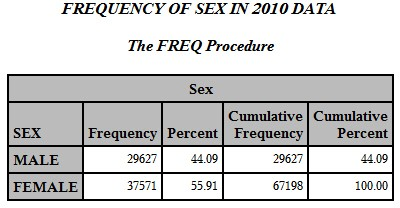 FREQUENCY OF SEX IN 2010 DATA
The FREQ Procedure
Sex
SEX Frequency Percent Cumulative Frequency Cumulative Percent
MALE 29627 44.09 29627 44.09
FEMALE 37571 55.91 67198 100.00